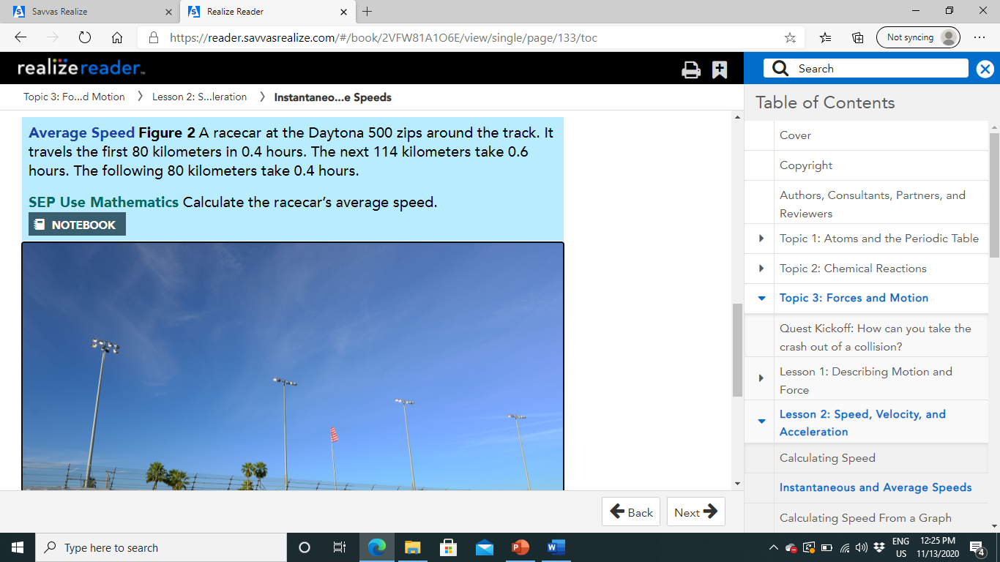 Savvas Realize
Realize Reader
https://reader.savvasrealize.com/#/book/2VFW81A1O6E/view/single/page/133/toc
Not syncing
realizereader™
Search
Topic 3: Fo...d Motion
Lesson 2: S...leration
Instantaneo...e Speeds
Average Speed Figure 2 A racecar at the Daytona 500 zips around the track. It
travels the first 80 kilometers in 0.4 hours. The next 114 kilometers take 0.6
hours. The following 80 kilometers take 0.4 hours.
SEP Use Mathematics Calculate the racecar's average speed.
NOTEBOOK
Back
Next
Table of Contents
Cover
Copyright
Authors, Consultants, Partners, and
Reviewers
Topic 1: Atoms and the Periodic Table
Topic 2: Chemical Reactions
Topic 3: Forces and Motion
Quest Kickoff: How can you take the
crash out of a collision?
Lesson 1: Describing Motion and
Force
Lesson 2: Speed, Velocity, and
Acceleration
Calculating Speed
Instantaneous and Average Speeds
Calculating Speed From a Graph
Type here to search
ENG
US
12:25 PM
11/13/2020
4